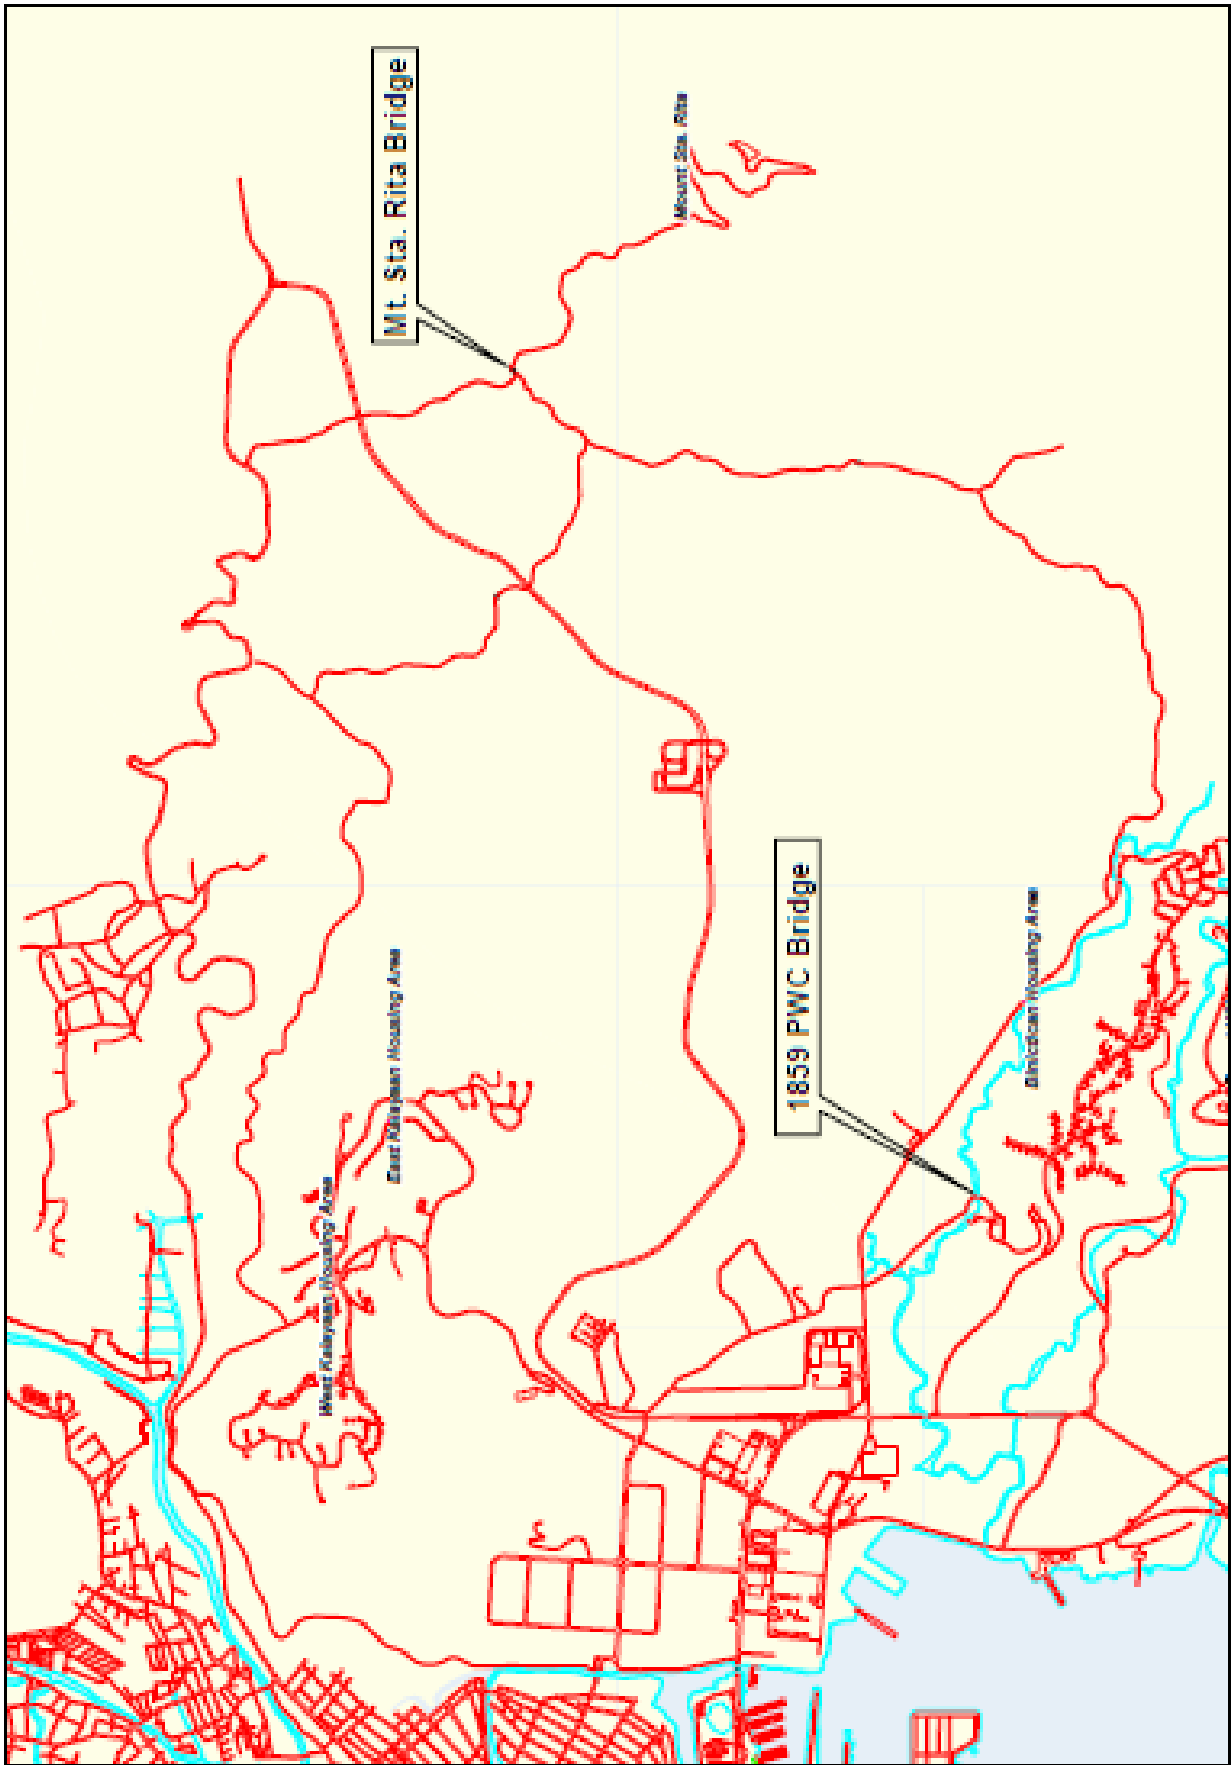 Mt. Sta. Rita Bridge
Mount Sta. Rita
1859 PWC Bridge
Binictican Housing Area
East Kalayaan Housing Area
West Kalayaan Housing Area